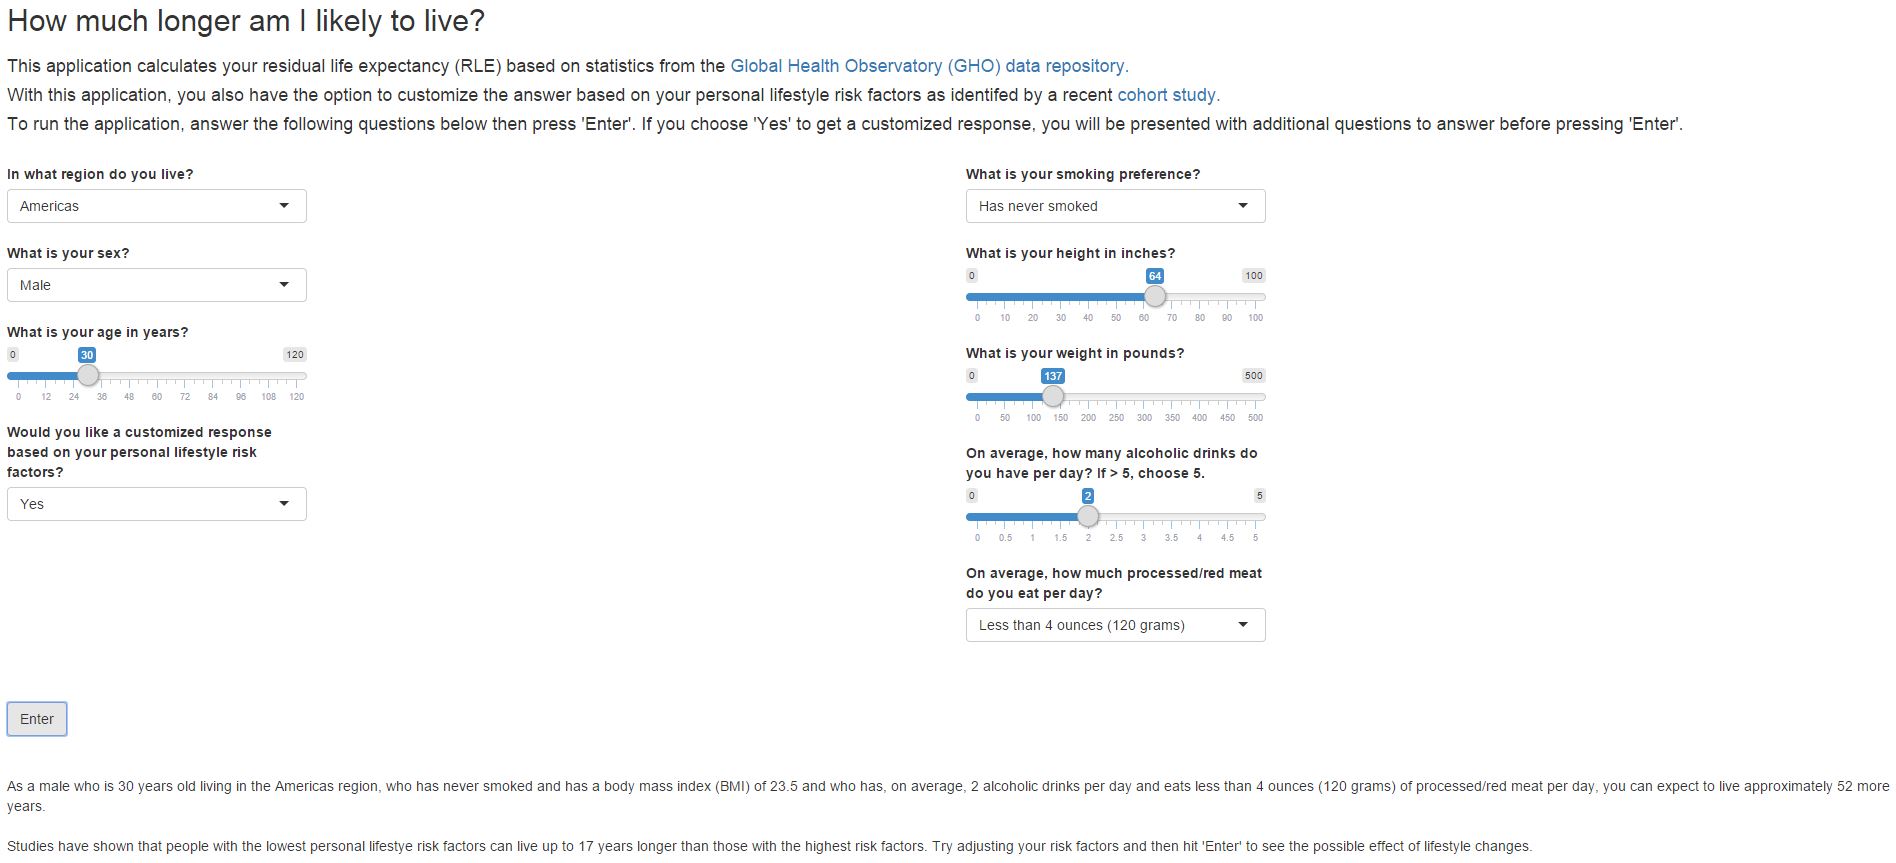 How much longer am I likely to live?
This application calculates your residual life expectancy (RLE) based on statistics from the Global Health Observatory (GHO) data repository.
With this application, you also have the option to customize the answer based on your personal lifestyle risk factors as identifed by a recent cohort study.
To run the application, answer the following questions below then press 'Enter'. If you choose 'Yes' to get a customized response, you will be presented with additional questions to answer before pressing 'Enter'.
In what region do you live?
Americas
What is your sex?
Male
What is your age in years?
0 30 120
0 12 24 36 48 60 72 84 96 108 120
Would you like a customized response
based on your personal lifestyle risk
factors?
Yes
What is your smoking preference?
Has never smoked
What is your height in inches?
0 64 100
0 10 20 30 40 50 60 70 80 90 100
What is your weight in pounds?
0 137 500
0 50 100 150 200 250 300 350 400 450 500
On average, how many alcoholic drinks do
you have per day? If > 5, choose 5.
0 2 5
0 0.5 1 1.5 2 2.5 3 3.5 4 4.5 5
On average, how much processed/red meat
do you eat per day?
Less than 4 ounces (120 grams)
Enter
As a male who is 30 years old living in the Americas region, who has never smoked and has a body mass index (BMI) of 23.5 and who has, on average, 2 alcoholic drinks per day and eats less than 4 ounces (120 grams) of processed/red meat per day, you can expect to live approximately 52 more
years.
Studies have shown that people with the lowest personal lifestye risk factors can live up to 17 years longer than those with the highest risk factors. Try adjusting your risk factors and then hit 'Enter' to see the possible effect of lifestyle changes.